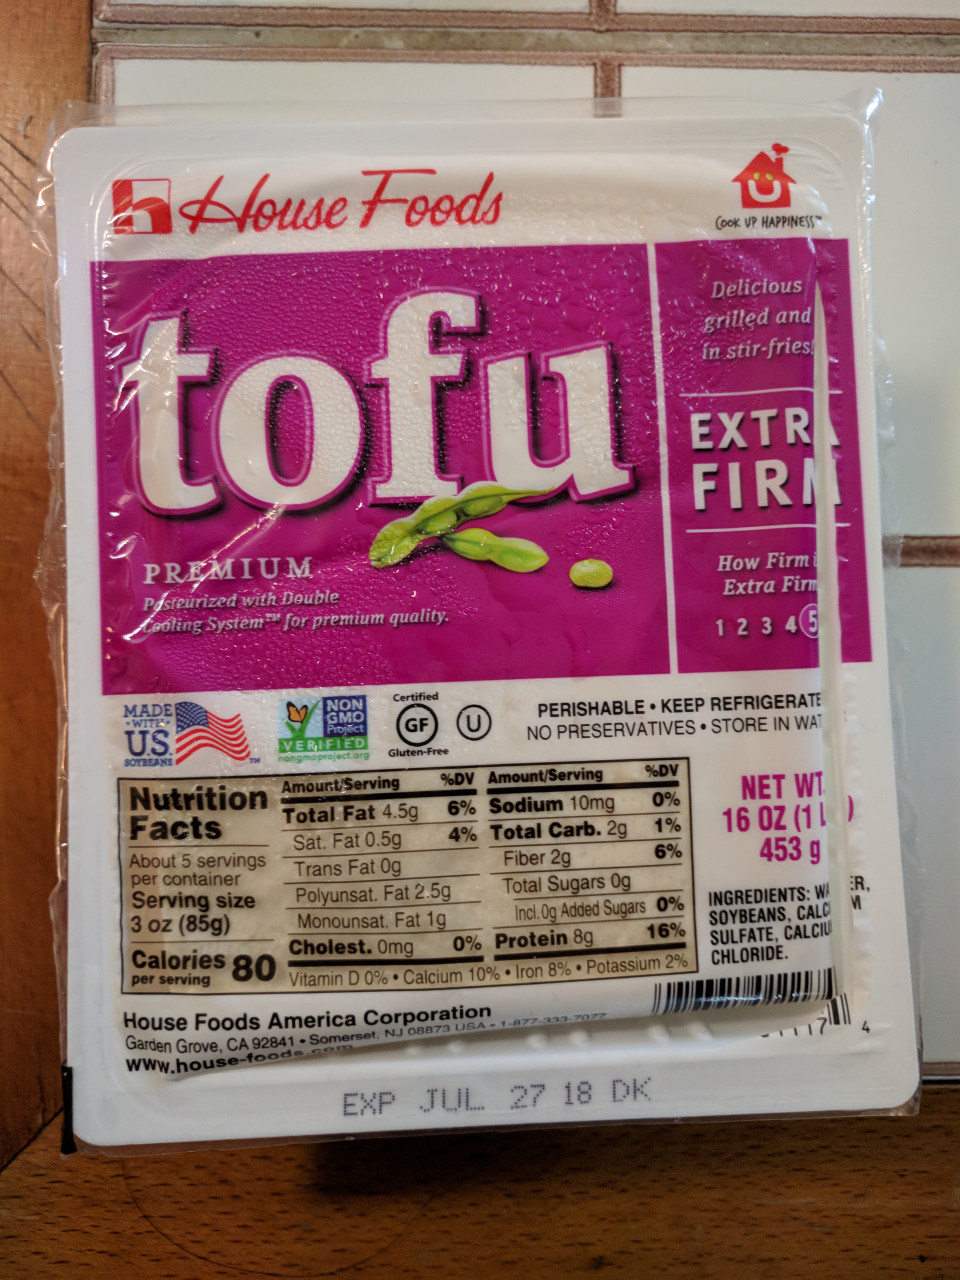 House Foods
COOK UP HAPPINESS™
tofu
Delicious
grilled and
in stir-fries!
EXTRA
FIRM
How Firm
Extra Firm
1 2 3 4 5
PREMIUM
Pasteurized with Double
Cooling System™ for premium quality.
MADE
WITH
U.S.
SOYBEANS
NON
GMO
Project
VERIFIED
nongmoproject.org
Certified
GF
Gluten-Free
U
PERISHABLE • KEEP REFRIGERATE
NO PRESERVATIVES • STORE IN
Nutrition
Facts
About 5 servings
per container
Serving size
3 oz (85g)
Calories 80
per serving
Amount/Serving %DV
Total Fat 4.5g 6%
Sat. Fat 0.5g 4%
Trans Fat 0g
Polyunsat. Fat 2.5g
Monounsat. Fat 1g
Cholest. 0mg 0%
Amount/Serving %DV
Sodium 10mg 0%
Total Carb. 2g 1%
Fiber 2g 6%
Total Sugars 0g
Incl. 0g Added Sugars 0%
Protein 8g 16%
Vitamin D 0% • Calcium 10% • Iron 8% • Potassium 2%
NET WT.
16 OZ (1
453 g
INGREDIENTS:
SOYBEANS,
SULFATE,
CHLORIDE.
House Foods America Corporation
Garden Grove, CA 92841 • Somerset, NJ 08873 USA • 1-877-333-7077
www.house-foods.com
4
EXP JUL 27 18 DK